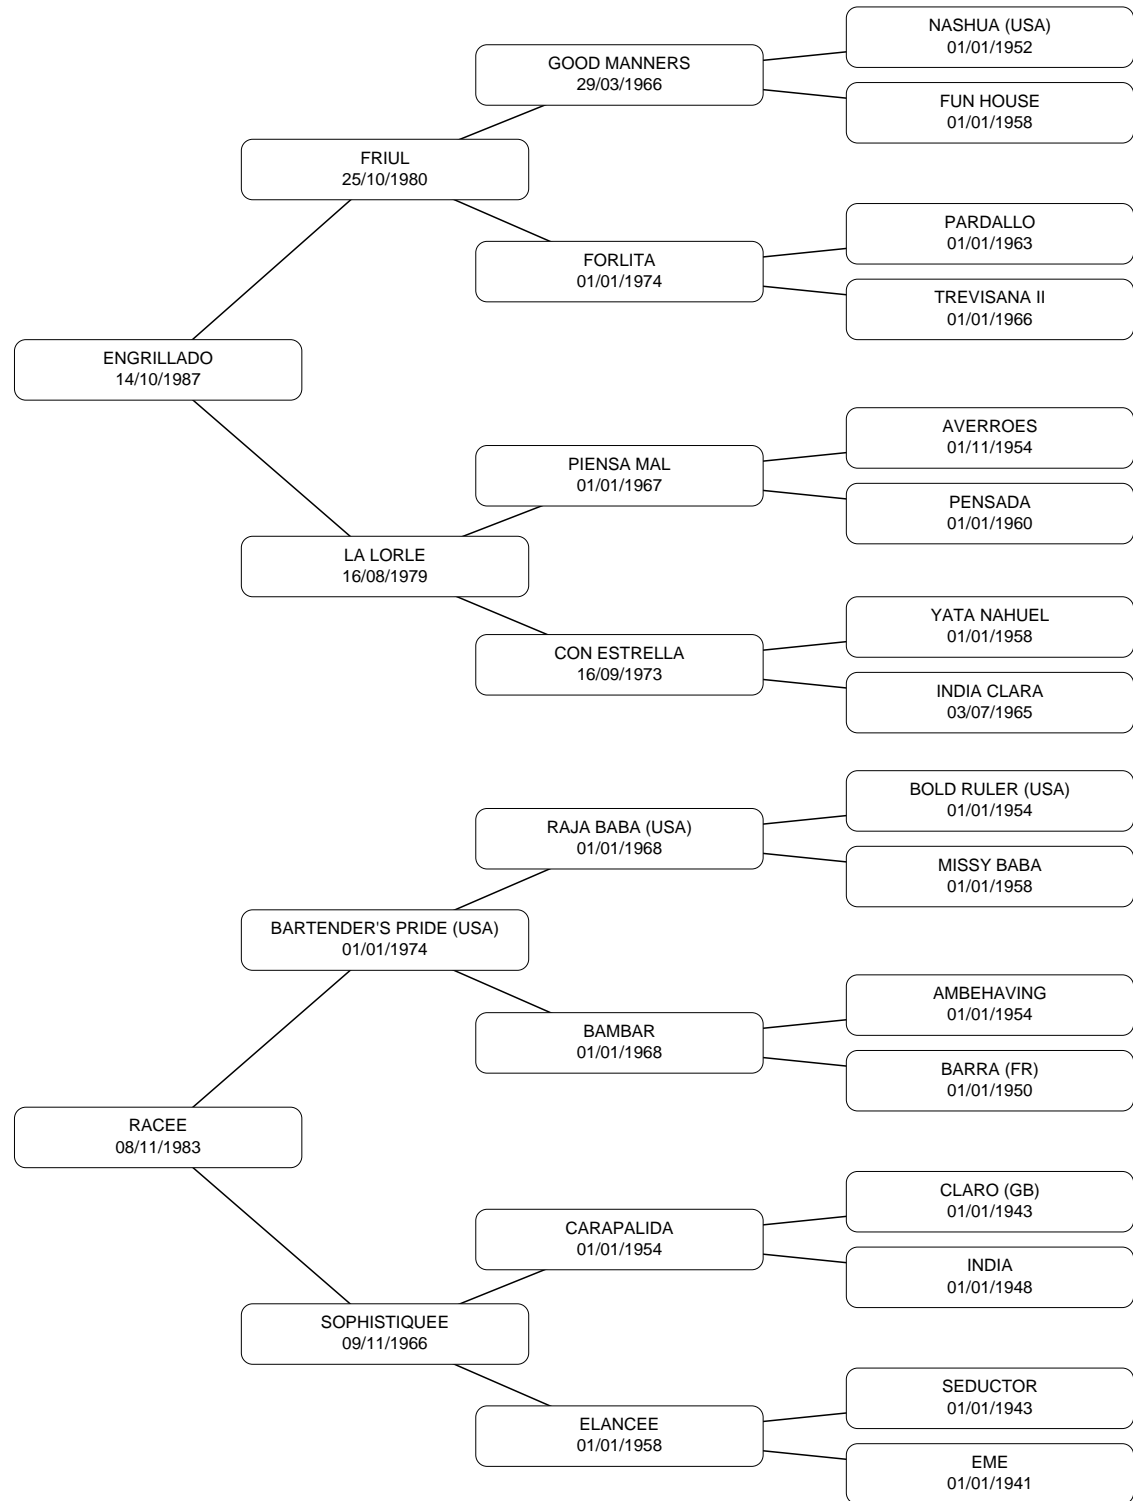 NASHUA (USA)
01/01/1952
GOOD MANNERS
29/03/1966
FUN HOUSE
01/01/1958
FRIUL
25/10/1980
PARDALLO
01/01/1963
FORLITA
01/01/1974
TREVISANA II
01/01/1966
ENGRILLADO
14/10/1987
AVERROES
01/11/1954
PIENSA MAL
01/01/1967
PENSADA
01/01/1960
LA LORLE
16/08/1979
YATA NAHUEL
01/01/1958
CON ESTRELLA
16/09/1973
INDIA CLARA
03/07/1965
BOLD RULER (USA)
01/01/1954
RAJA BABA (USA)
01/01/1968
MISSY BABA
01/01/1958
BARTENDER'S PRIDE (USA)
01/01/1974
AMBEHAVING
01/01/1954
BAMBAR
01/01/1968
BARRA (FR)
01/01/1950
RACEE
08/11/1983
CLARO (GB)
01/01/1943
CARAPALIDA
01/01/1954
INDIA
01/01/1948
SOPHISTIQUEE
09/11/1966
SEDUCTOR
01/01/1943
ELANCEE
01/01/1958
EME
01/01/1941